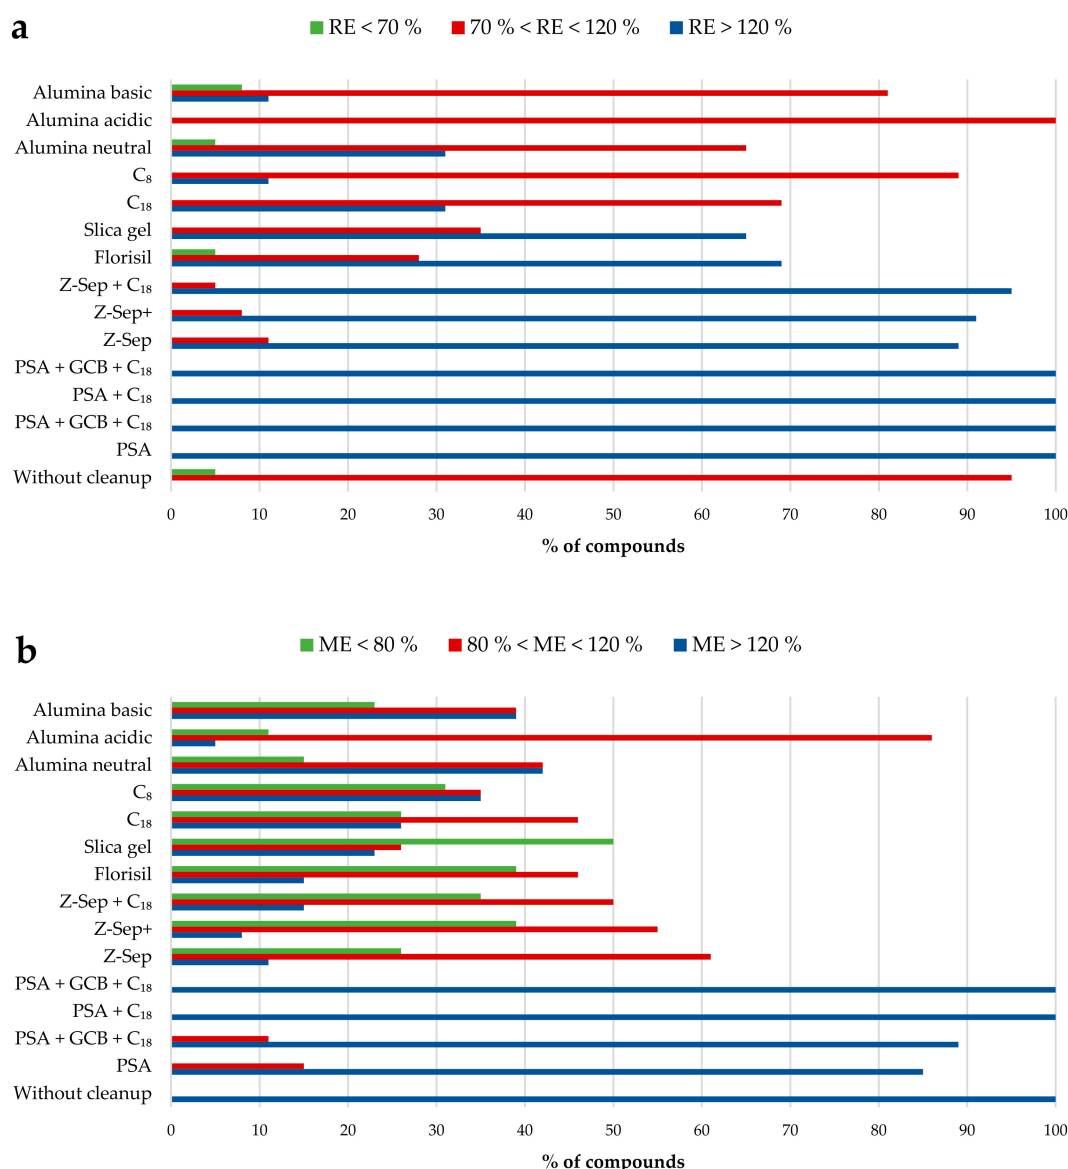 a
RE < 70 % 70 % < RE < 120 % RE > 120 %
Alumina basic
Alumina acidic
Alumina neutral
C₈
C₁₈
Slica gel
Florisil
Z-Sep + C₁₈
Z-Sep+
Z-Sep
PSA + GCB + C₁₈
PSA + C₁₈
PSA + GCB + C₁₈
PSA
Without cleanup
0 10 20 30 40 50 60 70 80 90 100
% of compounds
b
ME < 80 % 80 % < ME < 120 % ME > 120 %
Alumina basic
Alumina acidic
Alumina neutral
C₈
C₁₈
Slica gel
Florisil
Z-Sep + C₁₈
Z-Sep+
Z-Sep
PSA + GCB + C₁₈
PSA + C₁₈
PSA + GCB + C₁₈
PSA
Without cleanup
0 10 20 30 40 50 60 70 80 90 100
% of compounds